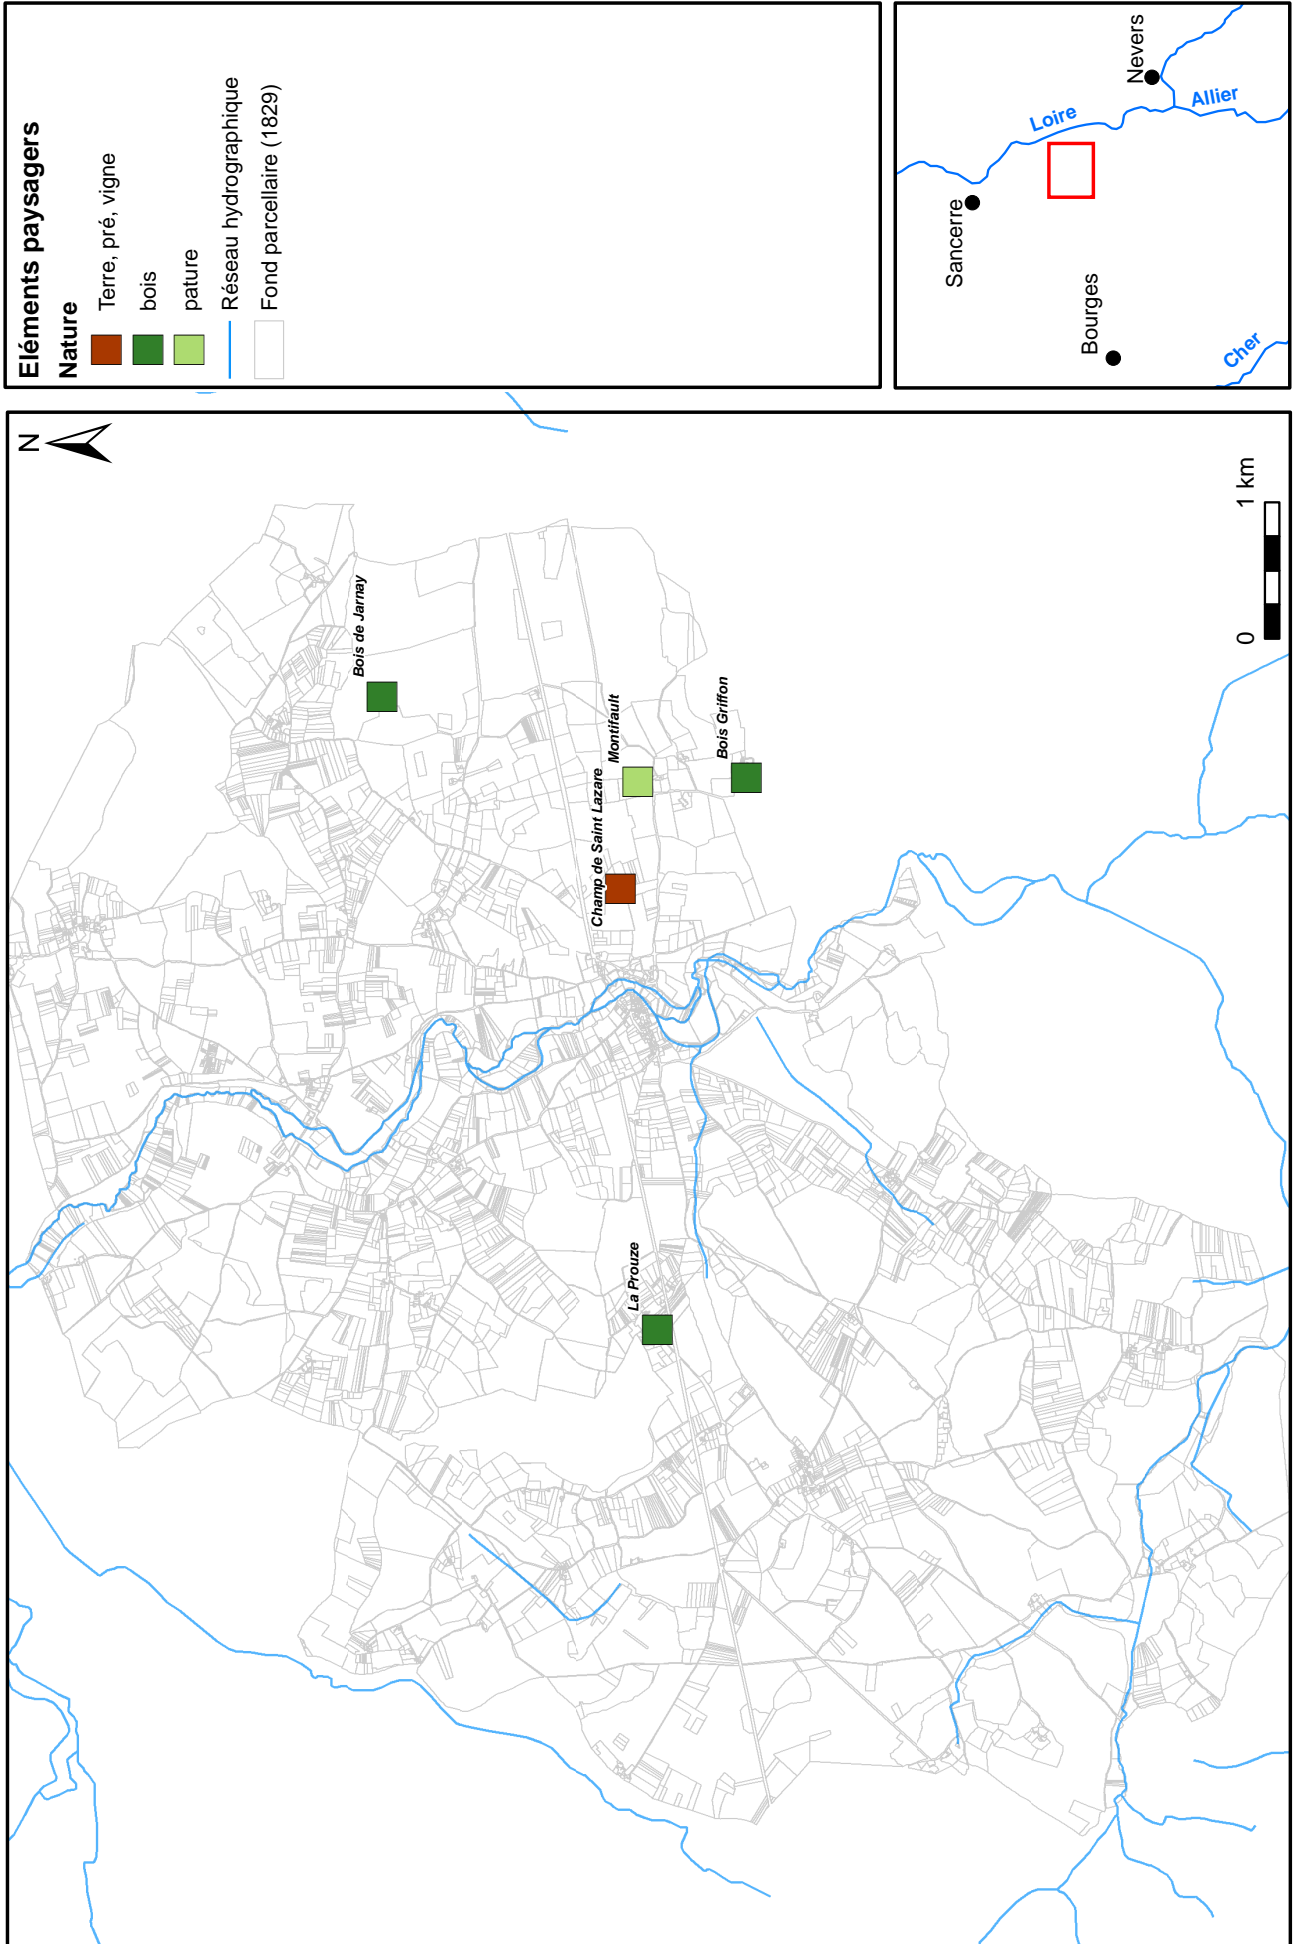 Eléments paysagers
Nature
Terre, pré, vigne
bois
pature
Réseau hydrographique
Fond parcellaire (1829)
Sancerre
Loire
Nevers
Allier
Bourges
Cher
N
Bois de Jarnay
Champ de Saint Lazare
Montifault
Bois Griffon
La Prouze
0 1 km